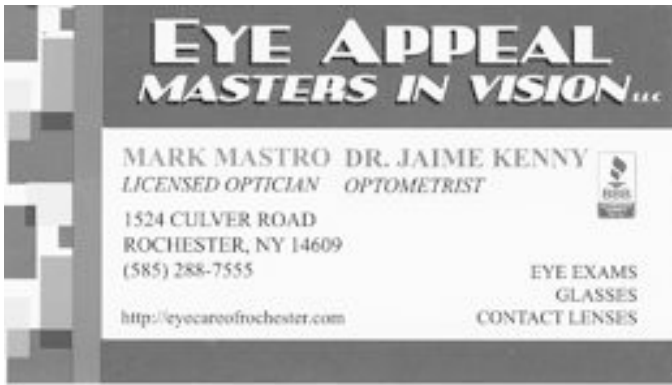 EYE APPEAL
MASTERS IN VISION LLC
MARK MASTRO DR. JAIME KENNY
LICENSED OPTICIAN OPTOMETRIST
BBB
1524 CULVER ROAD
ROCHESTER, NY 14609
(585) 288-7555
http://eyecareofrochester.com
EYE EXAMS
GLASSES
CONTACT LENSES